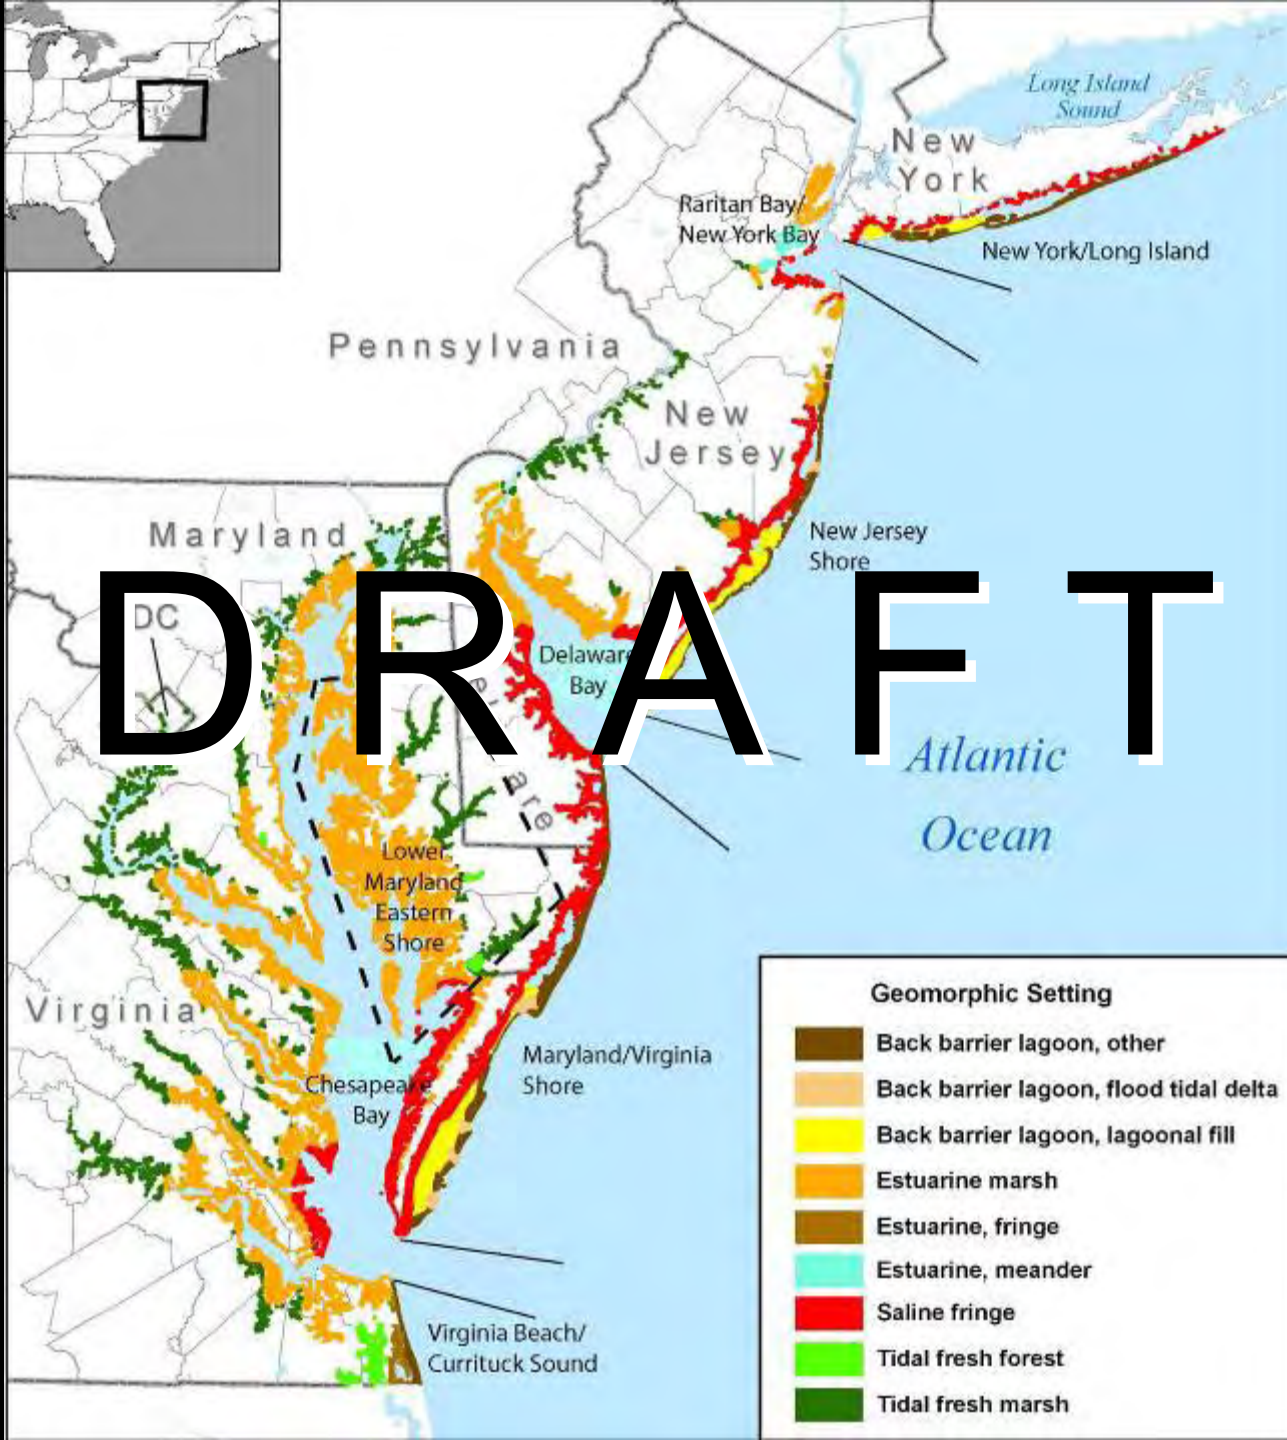 Long Island
Sound
New
York
Raritan Bay/
New York Bay
New York/Long Island
Pennsylvania
New
Jersey
Maryland
New Jersey
Shore
DRAFT
DC
Delaware
Bay
Atlantic
Ocean
Lower
Maryland
Eastern
Shore
Virginia
Maryland/Virginia
Shore
Chesapeake
Bay
Virginia Beach/
Currituck Sound
Geomorphic Setting
Back barrier lagoon, other
Back barrier lagoon, flood tidal delta
Back barrier lagoon, lagoonal fill
Estuarine marsh
Estuarine, fringe
Estuarine, meander
Saline fringe
Tidal fresh forest
Tidal fresh marsh